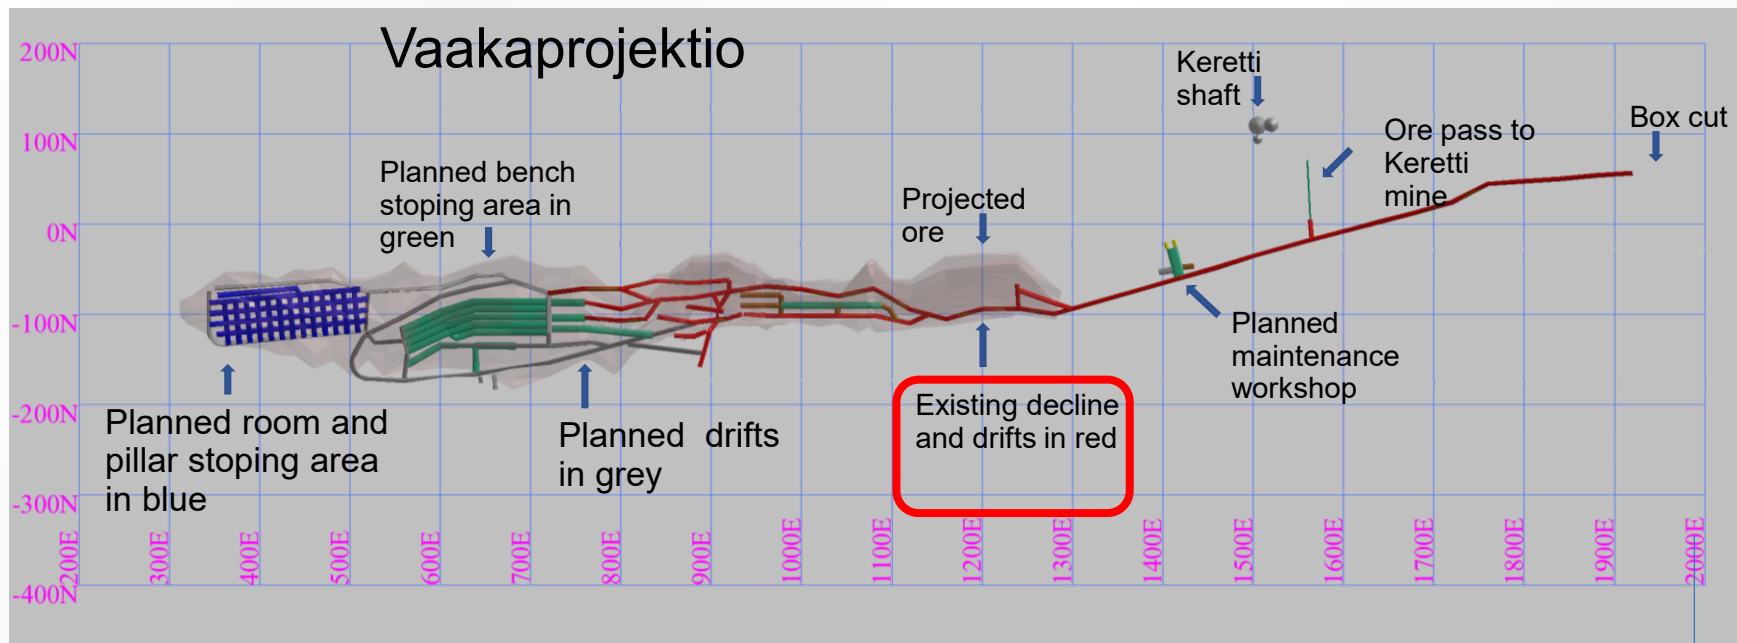 Vaakaprojektio
200N
100N
0N
-100N
-200N
-300N
-400N
Keretti
shaft
Box cut
Ore pass to
Keretti
mine
Planned bench
stoping area in
green
Projected
ore
Planned
maintenance
workshop
Existing decline
and drifts in red
Planned room and
pillar stoping area
in blue
Planned drifts
in grey
200E
300E
500E
600E
700E
800E
900E
1000E
1100E
1200E
1300E
1400E
1500E
1600E
1700E
1800E
1900E
2000E